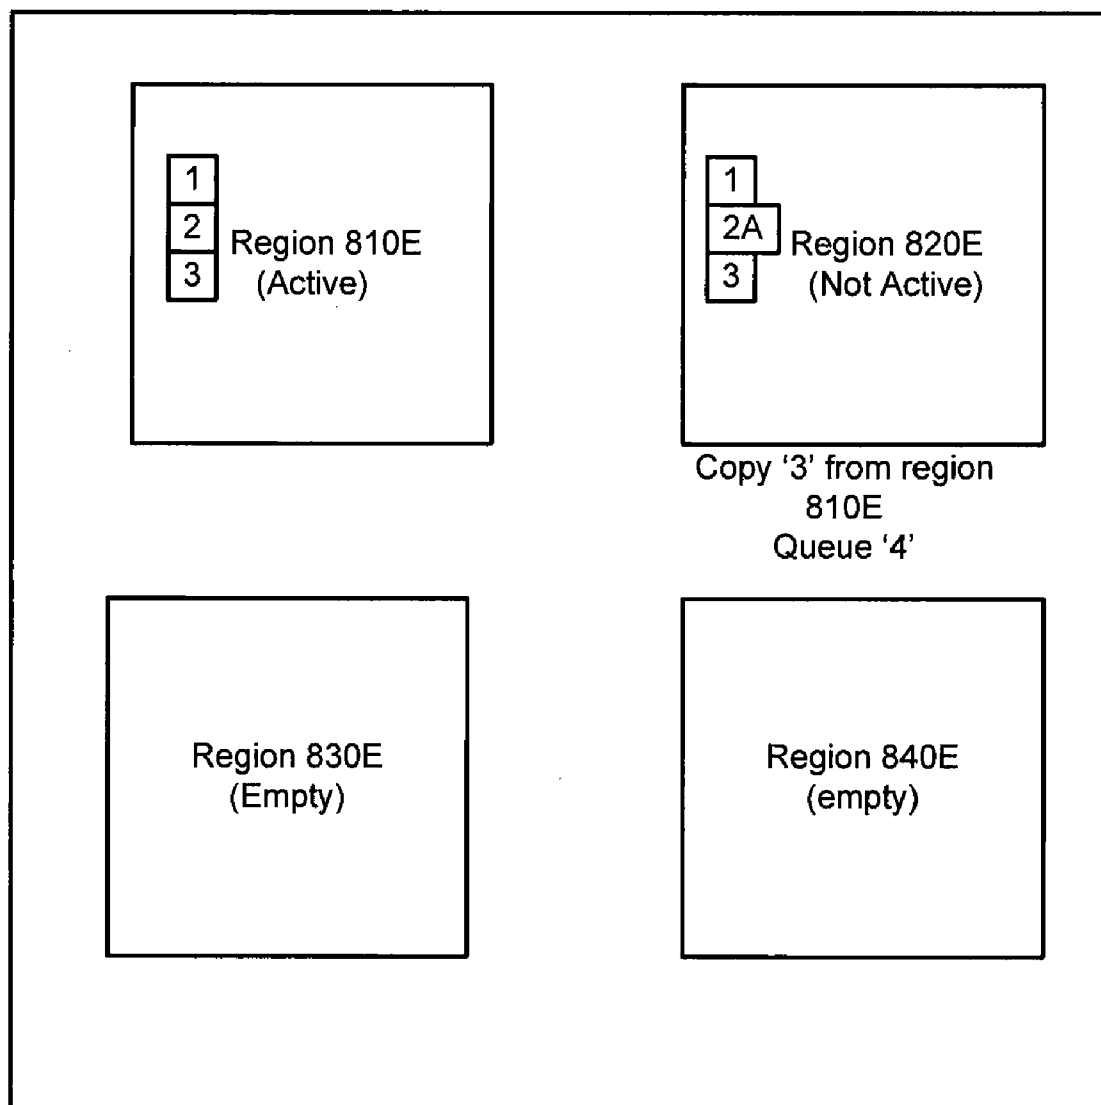 1
2
3
Region 810E
(Active)
1
2A
3
Region 820E
(Not Active)
Copy ‘3’ from region
810E
Queue ‘4’
Region 830E
(Empty)
Region 840E
(empty)